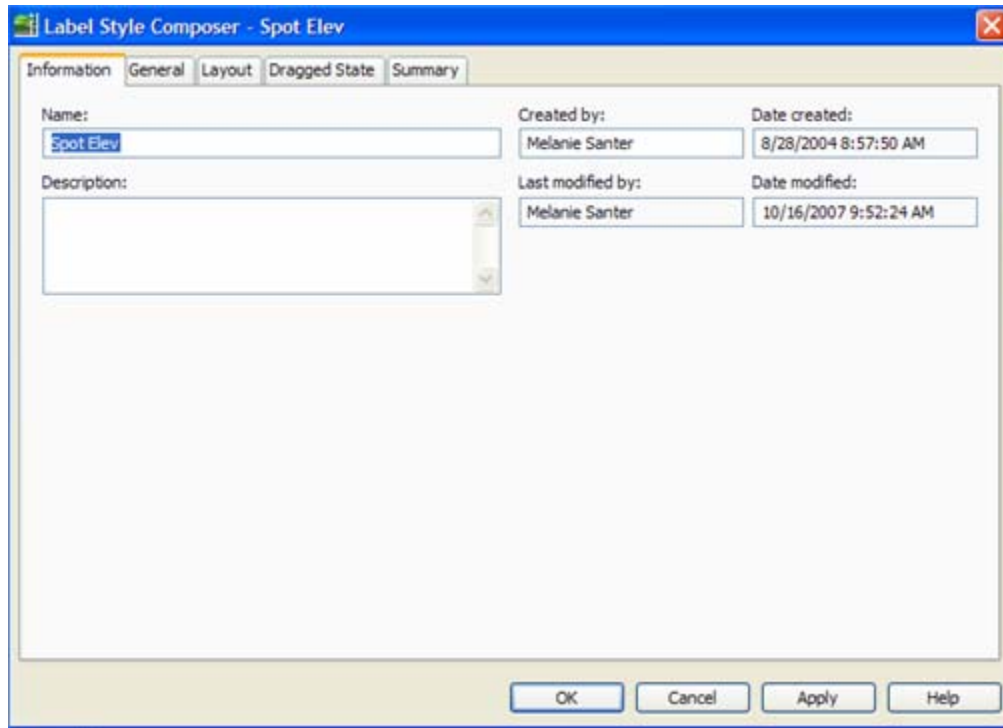 Label Style Composer - Spot Elev
Information General Layout Dragged State Summary
Name: Created by: Date created:
Spot Elev Melanie Santer 8/28/2004 8:57:50 AM
Description: Last modified by: Date modified:
Melanie Santer 10/16/2007 9:52:24 AM
OK Cancel Apply Help